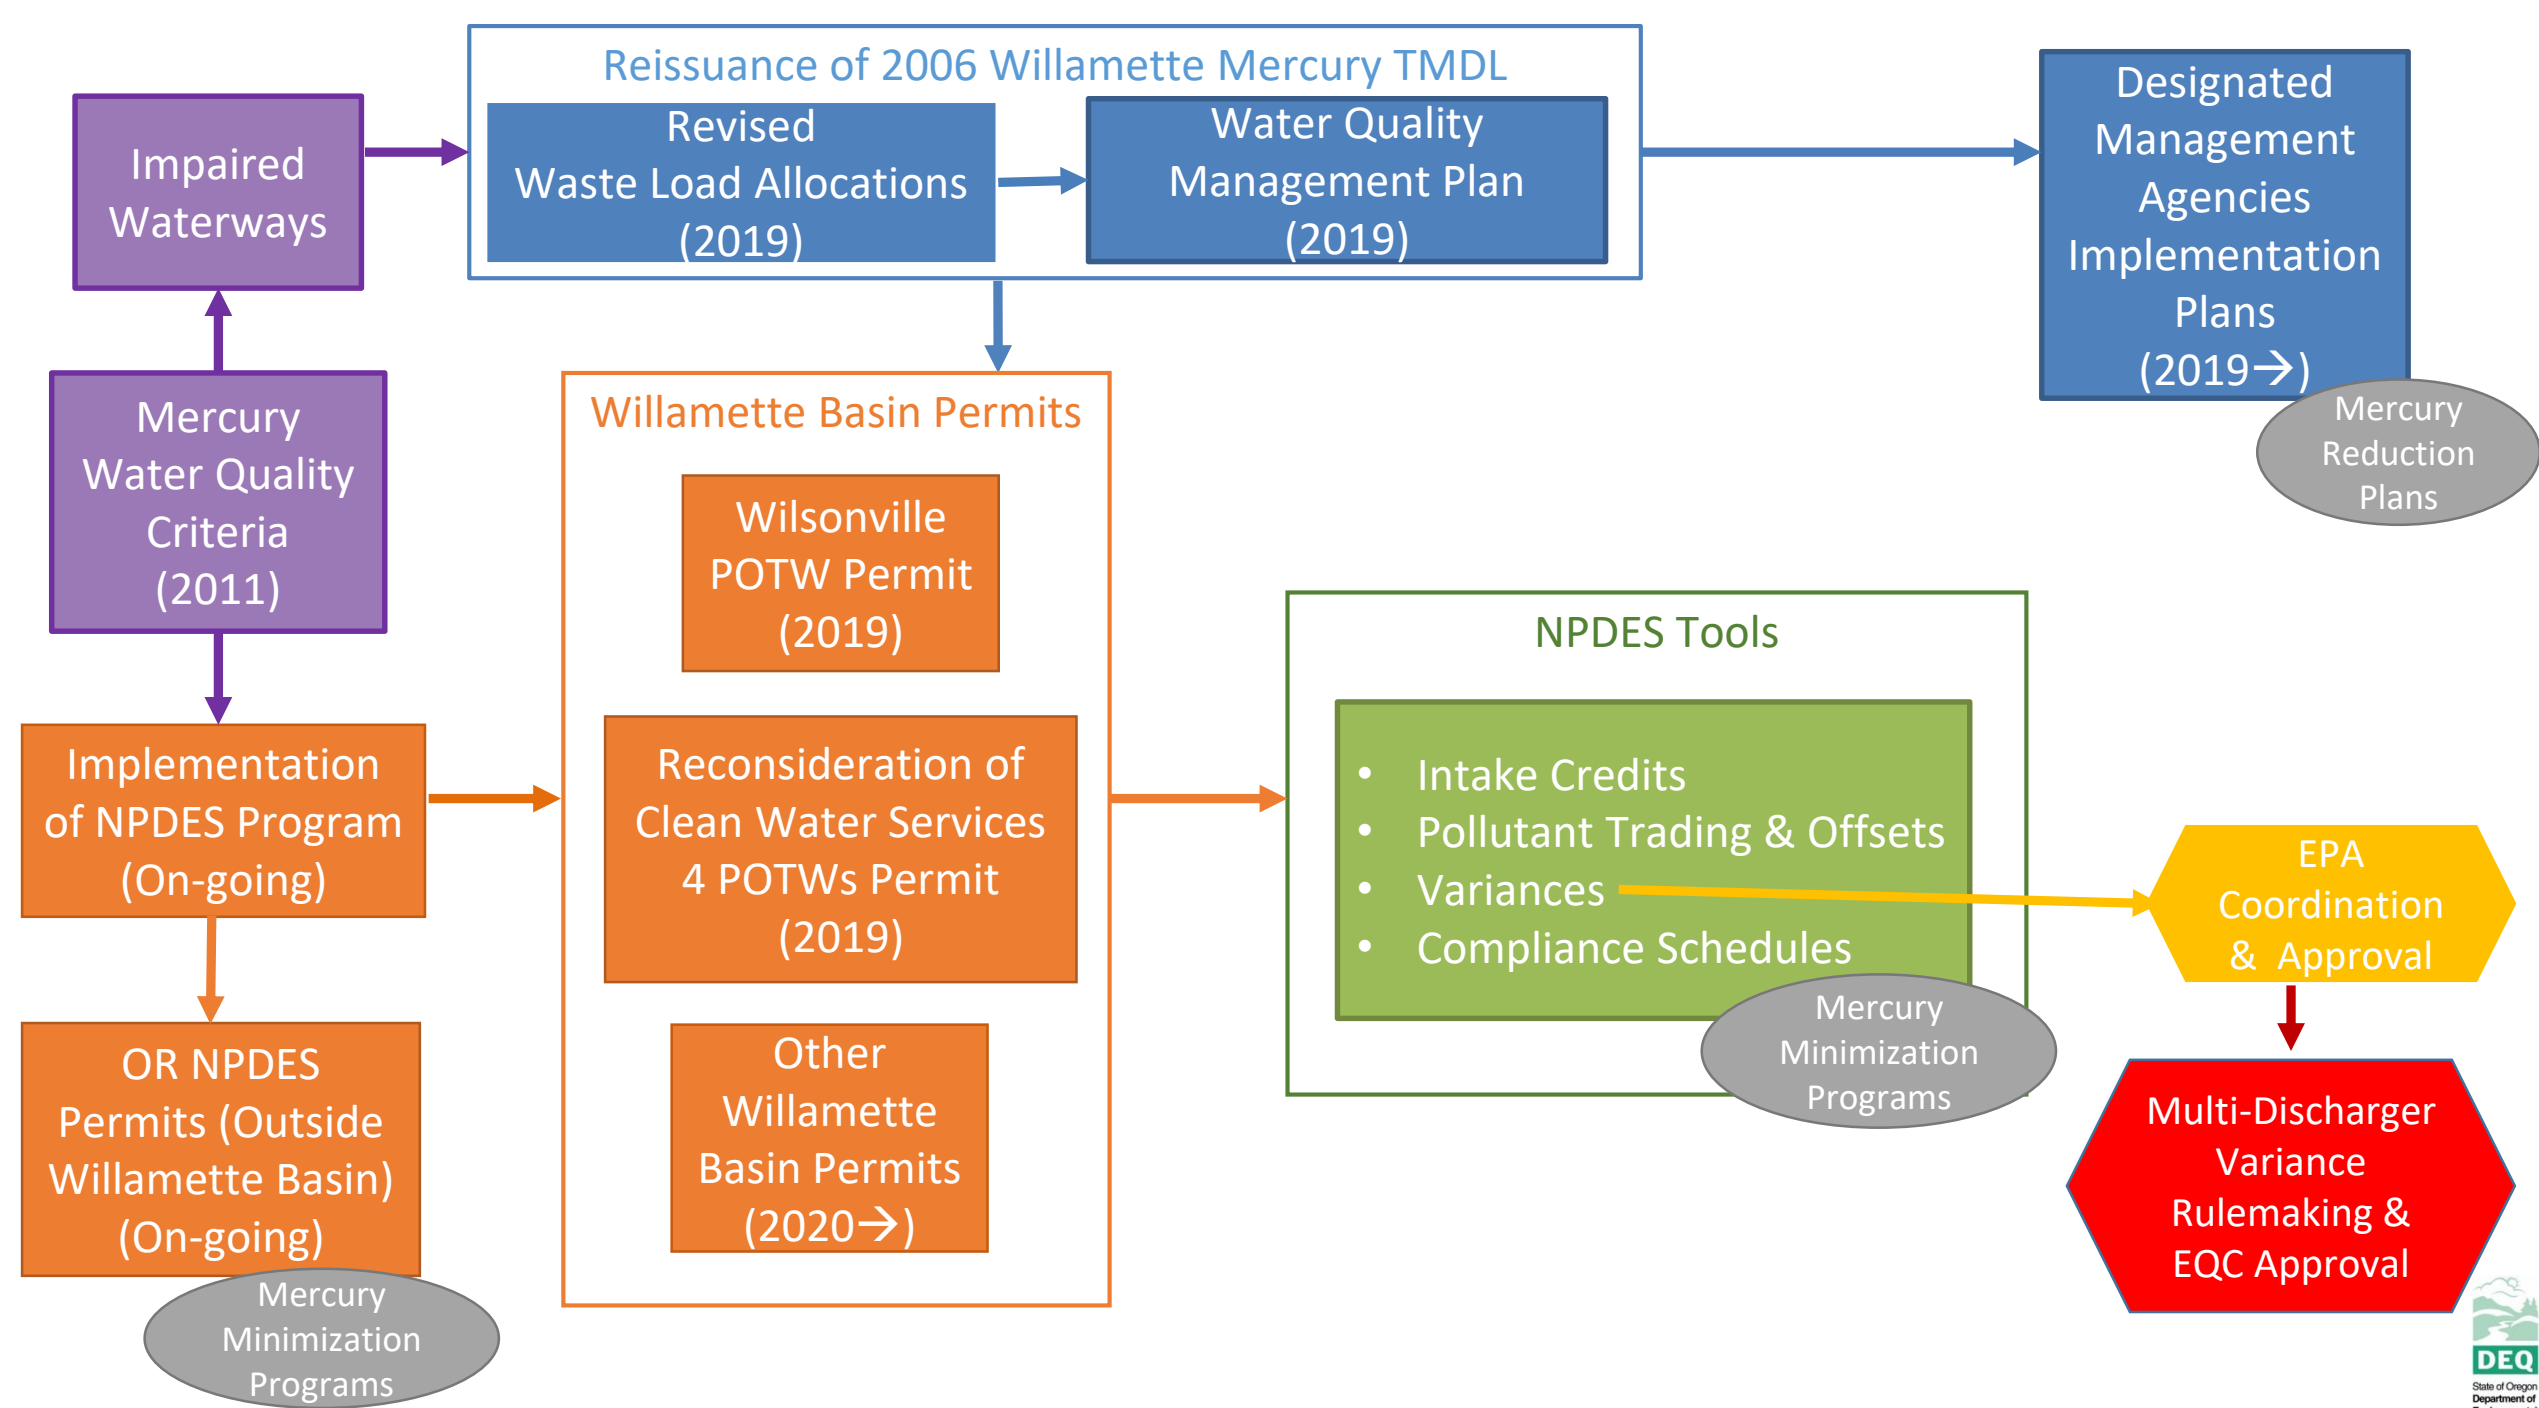 Reissuance of 2006 Willamette Mercury TMDL
Impaired
Waterways
Revised
Waste Load Allocations
(2019)
Water Quality
Management Plan
(2019)
Designated
Management
Agencies
Implementation
Plans
(2019→)
Mercury
Reduction
Plans
Mercury
Water Quality
Criteria
(2011)
Implementation
of NPDES Program
(On-going)
OR NPDES
Permits (Outside
Willamette Basin)
(On-going)
Mercury
Minimization
Programs
Willamette Basin Permits
Wilsonville
POTW Permit
(2019)
Reconsideration of
Clean Water Services
4 POTWs Permit
(2019)
Other
Willamette
Basin Permits
(2020→)
NPDES Tools
• Intake Credits
• Pollutant Trading & Offsets
• Variances
• Compliance Schedules
Mercury
Minimization
Programs
EPA
Coordination
& Approval
Multi-Discharger
Variance
Rulemaking &
EQC Approval
DEQ
State of Oregon
Department of